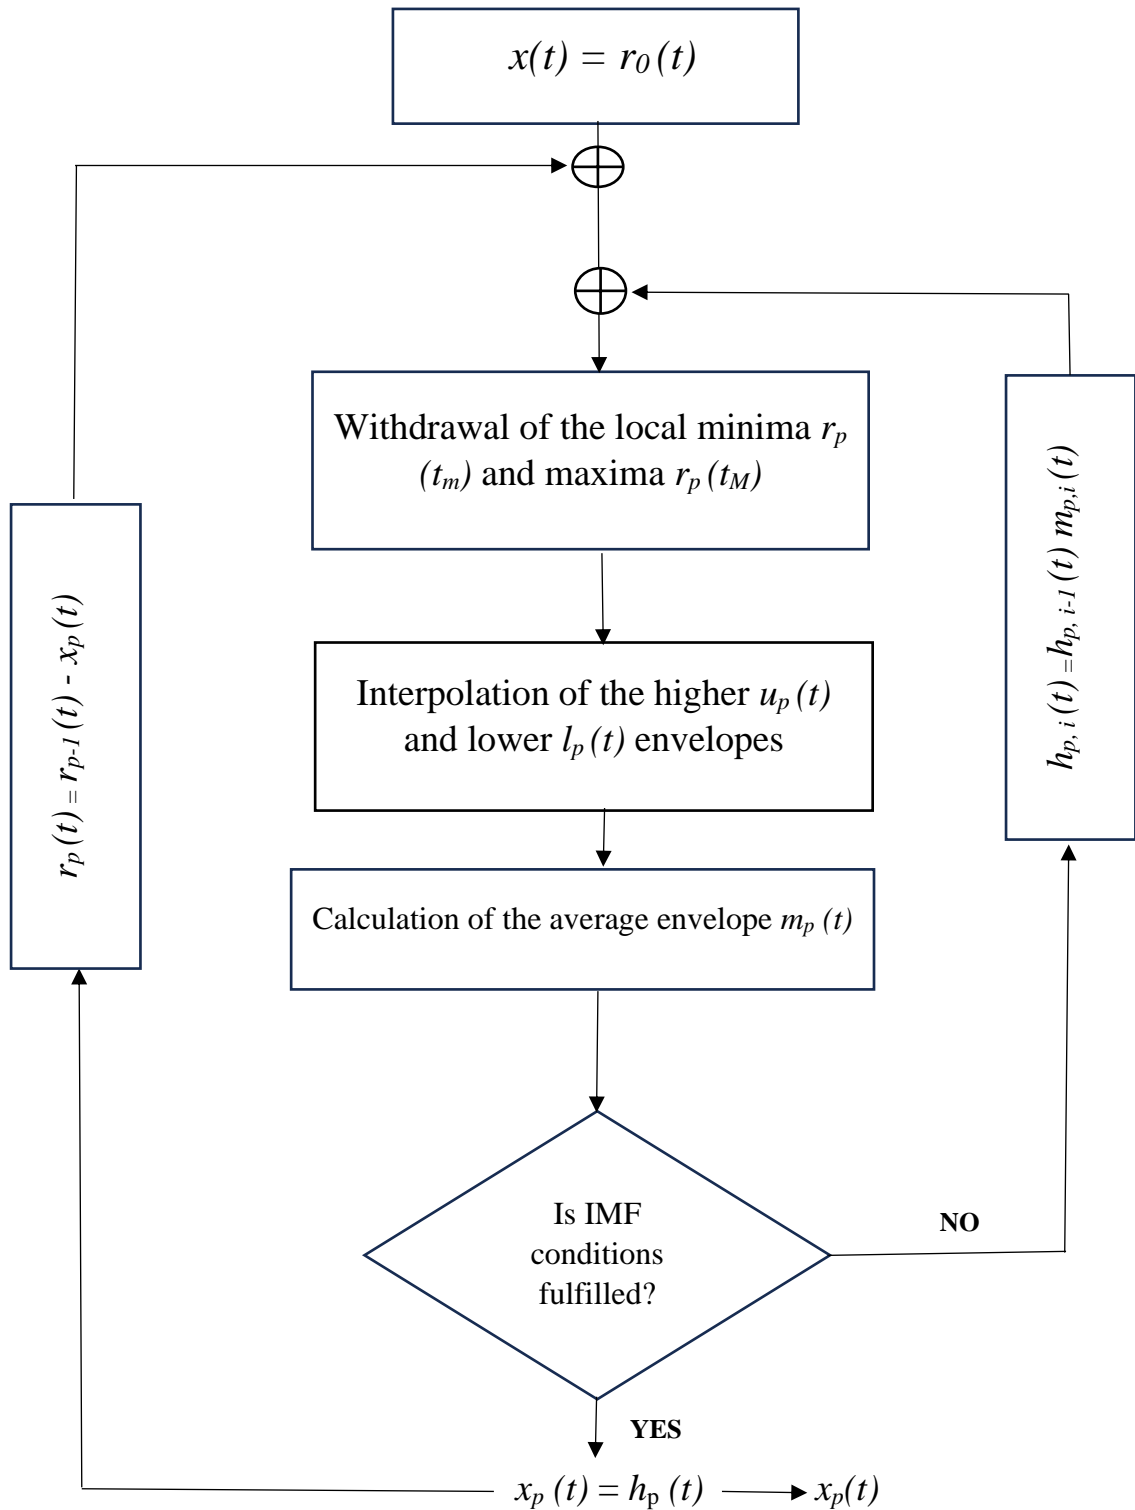 x(t) = r0 (t)
Withdrawal of the local minima rp
(tm) and maxima rp (tM)
Interpolation of the higher up (t)
and lower lp (t) envelopes
Calculation of the average envelope mp (t)
rp (t) = rp-1 (t) - xp (t)
hp, i (t) =hp, i-1 (t) mp,i (t)
Is IMF
conditions
fulfilled?
NO
YES
xp (t) = hp (t)
xp(t)